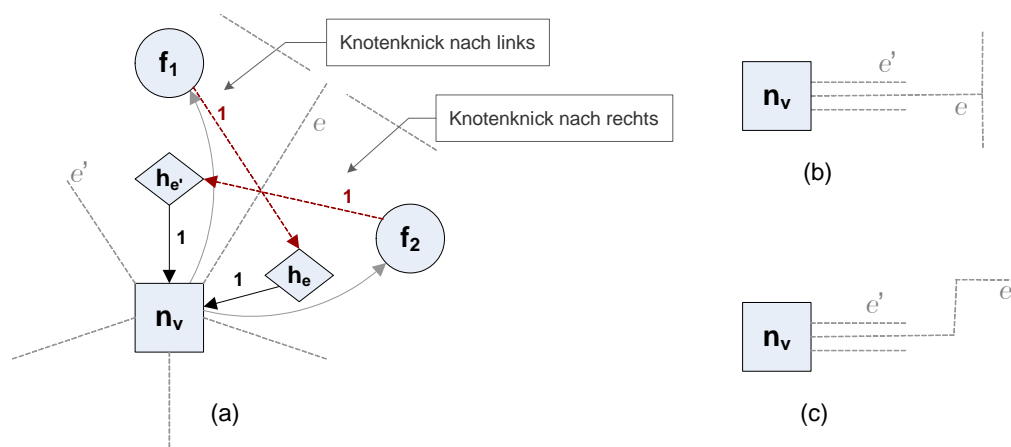 f₁
Knotenknick nach links
1
e
Knotenknick nach rechts
e'
hₑ'
1
1
f₂
1
hₑ
nᵥ
(a)
e'
nᵥ
e
(b)
e'
nᵥ
e
(c)